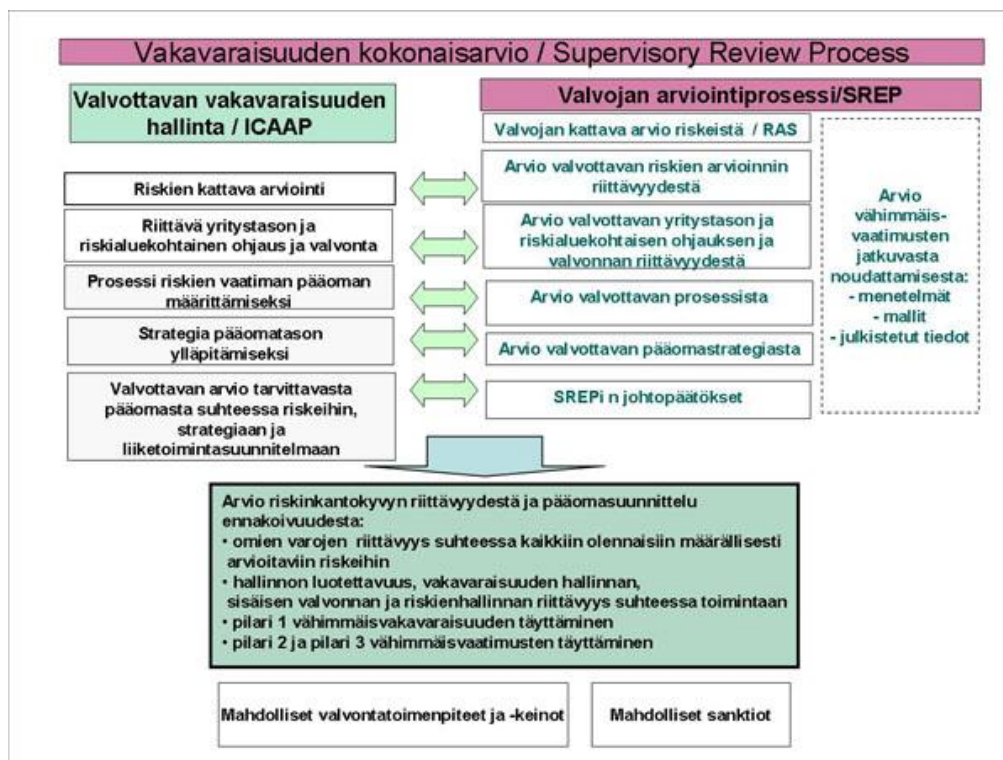 Vakavaraisuuden kokonaisarvio / Supervisory Review Process
Valvottavan vakavaraisuuden
hallinta / ICAAP
Riskien kattava arviointi
Riittävä yritystason ja
riskialuekohtainen ohjaus ja valvonta
Prosessi riskien vaatiman pääoman
määrittämiseksi
Strategia pääomatason
ylläpitämiseksi
Valvottavan arvio tarvittavasta
pääomasta suhteessa riskeihin,
strategiaan ja
liiketoimintasuunnitelmaan
Valvojan arviointiprosessi/SREP
Valvojan kattava arvio riskeistä / RAS
Arvio valvottavan riskien arvioinnin
riittävyydestä
Arvio valvottavan yritystason ja
riskialuekohtaisen ohjauksen ja
valvonnan riittävyydestä
Arvio valvottavan prosessista
Arvio valvottavan pääomastrategiasta
SREPi n johtopäätökset
Arvio
vähimmäis-
vaatimusten
jatkuvasta
noudattamisesta:
- menetelmät
- mallit
- julkistetut tiedot
Arvio riskinkantokyvyn riittävyydestä ja pääomasuunnittelu
ennakoivuudesta:
• omien varojen riittävyys suhteessa kaikkiin olennaisiin määrällisesti
arvioitaviin riskeihin
• hallinnon luotettavuus, vakavaraisuuden hallinnan,
sisäisen valvonnan ja riskienhallinnan riittävyys suhteessa toimintaan
• pilari 1 vähimmäisvakavaraisuuden täyttäminen
• pilari 2 ja pilari 3 vähimmäisvaatimusten täyttäminen
Mahdolliset valvontatoimenpiteet ja -keinot
Mahdolliset sanktiot